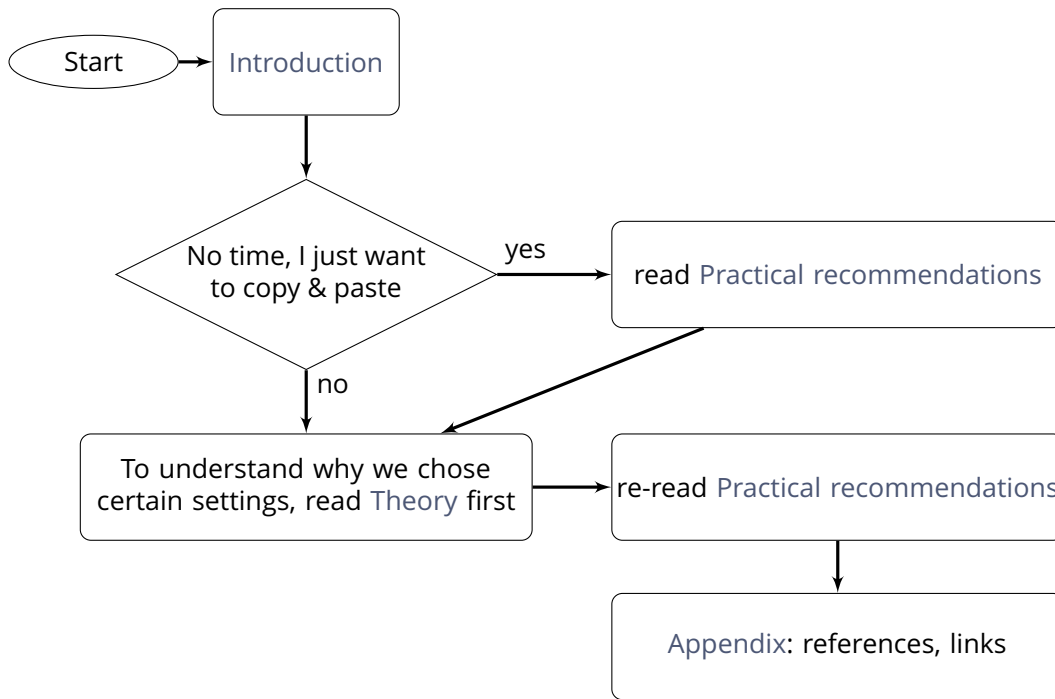 Start
Introduction
No time, I just want
to copy & paste
yes
read Practical recommendations
no
To understand why we chose
certain settings, read Theory first
re-read Practical recommendations
Appendix: references, links